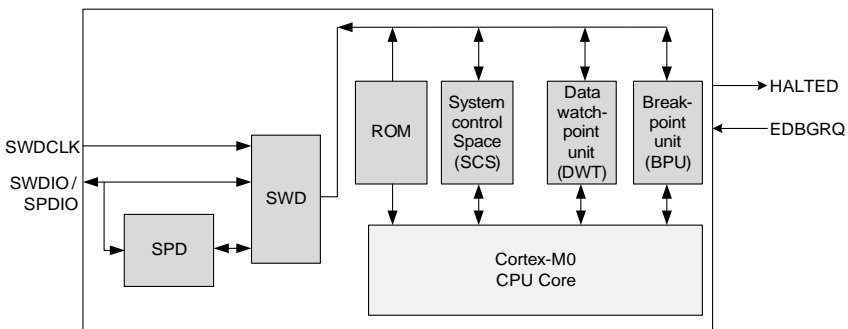 SWDCLK
SWDIO /
SPDIO
SPD
SWD
ROM
System
control
Space
(SCS)
Data
watch-
point
unit
(DWT)
Break-
point
unit
(BPU)
HALTED
EDBGRQ
Cortex-M0
CPU Core